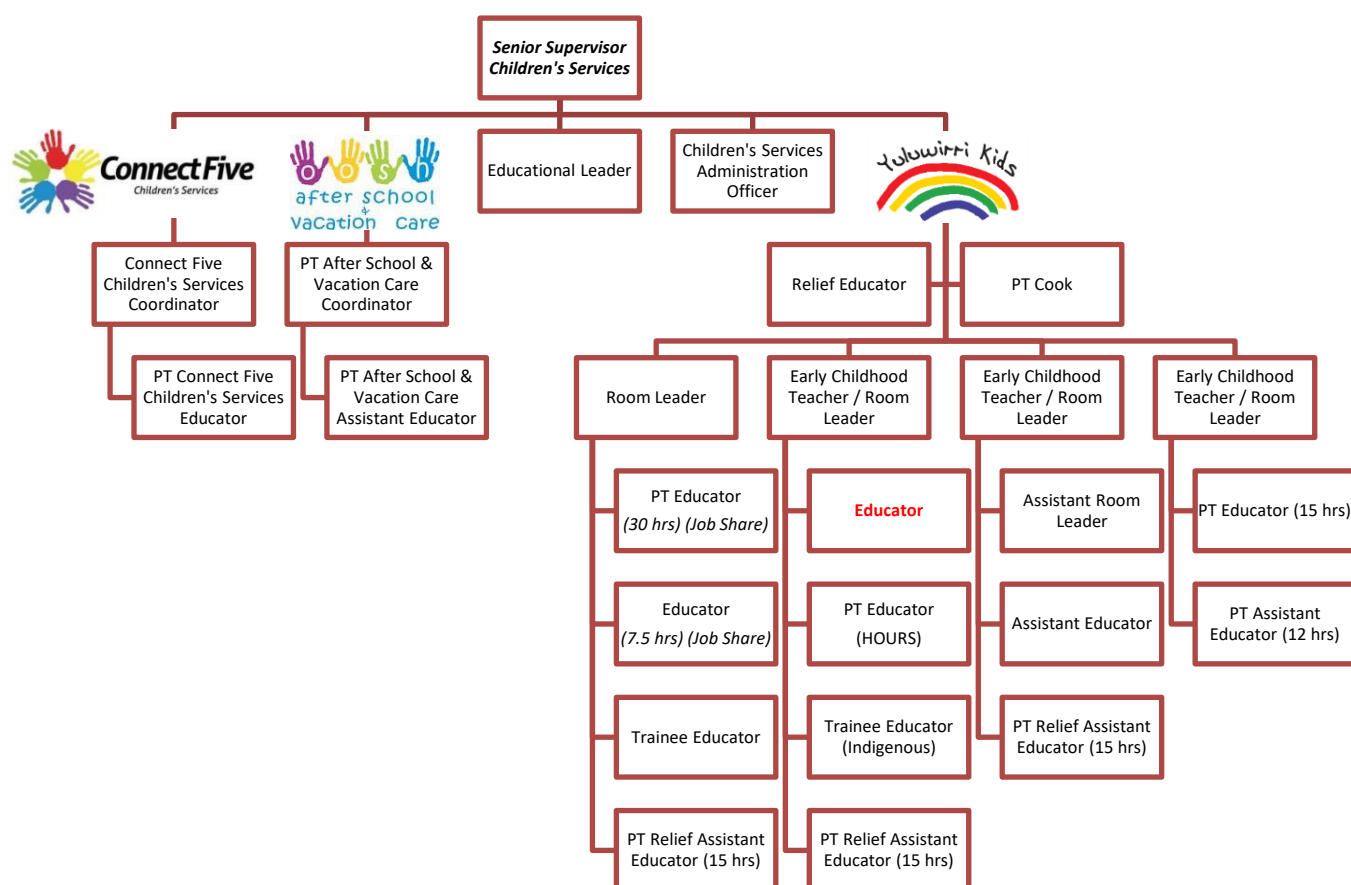 Senior Supervisor
Children's Services
Connect Five
Children's Services
oosh
after school
&
vacation care
Educational Leader
Children's Services
Administration
Officer
Yuluwirri Kids
Connect Five
Children's Services
Coordinator
PT After School &
Vacation Care
Coordinator
Relief Educator
PT Cook
PT Connect Five
Children's Services
Educator
PT After School &
Vacation Care
Assistant Educator
Room Leader
Early Childhood
Teacher / Room
Leader
Early Childhood
Teacher / Room
Leader
Early Childhood
Teacher / Room
Leader
PT Educator
(30 hrs) (Job Share)
Educator
Assistant Room
Leader
PT Educator (15 hrs)
Educator
(7.5 hrs) (Job Share)
PT Educator
(HOURS)
Assistant Educator
PT Assistant
Educator (12 hrs)
Trainee Educator
Trainee Educator
(Indigenous)
PT Relief Assistant
Educator (15 hrs)
PT Relief Assistant
Educator (15 hrs)
PT Relief Assistant
Educator (15 hrs)